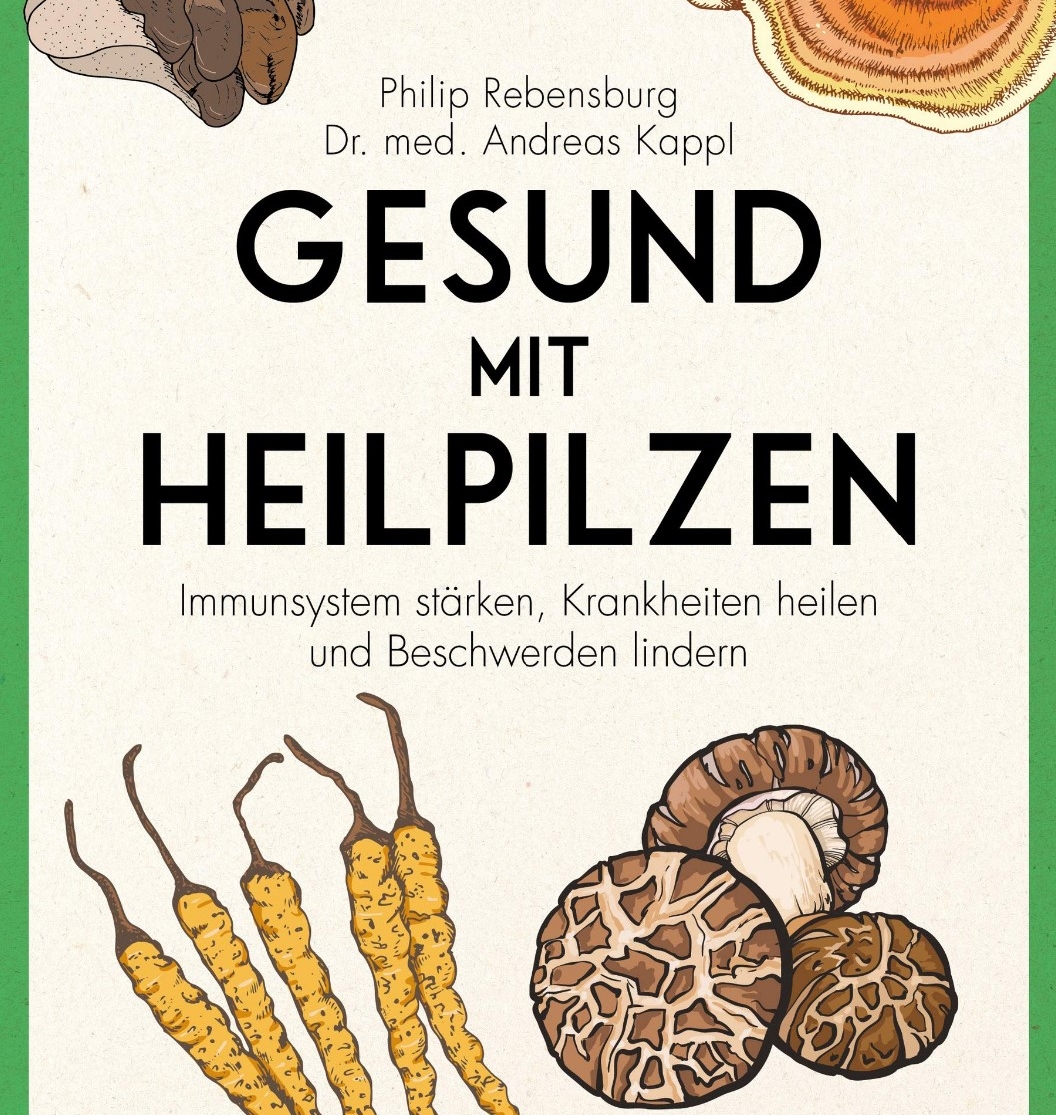 Philip Rebensburg
Dr. med. Andreas Kappl
GESUND
MIT
HEILPILZEN
Immunsystem stärken, Krankheiten heilen
und Beschwerden lindern